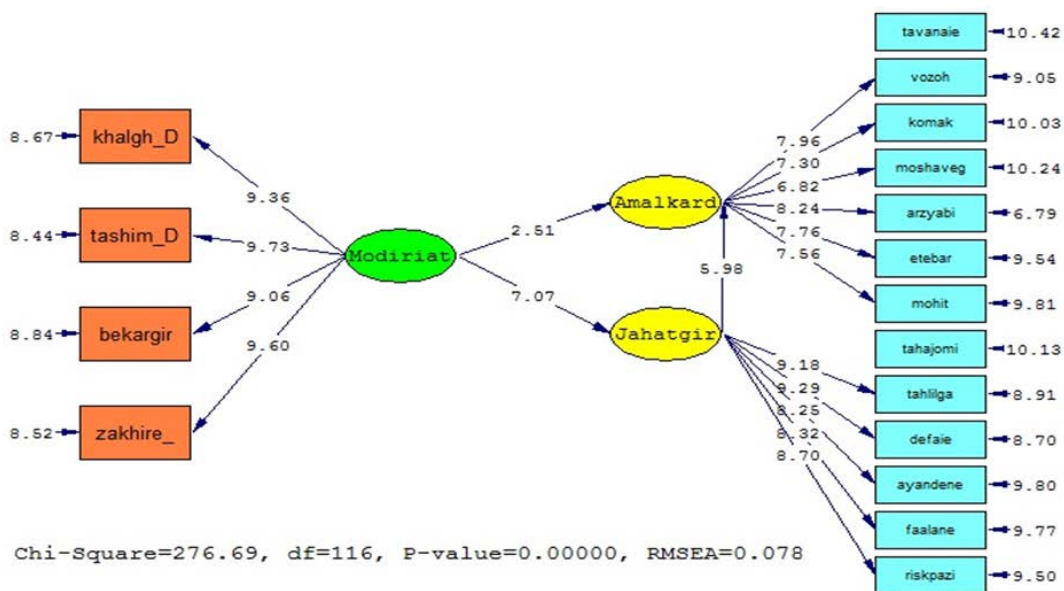 tavanaie
10.42
vozoh
9.05
komak
10.03
moshaveg
10.24
arzyabi
6.79
etebar
9.54
mohit
9.81
tahajomi
10.13
tahlilga
8.91
defaie
8.70
ayandene
9.80
faalane
9.77
riskpazi
9.50
8.67
khalgh_D
8.44
tashim_D
8.84
bekargir
8.52
zakhire_
9.36
9.73
9.06
9.60
Modiriat
2.51
7.07
Amalkard
5.98
Jahatgir
7.96
7.30
6.82
8.24
7.76
7.56
9.18
9.29
8.25
8.32
8.70
Chi-Square=276.69, df=116, P-value=0.00000, RMSEA=0.078